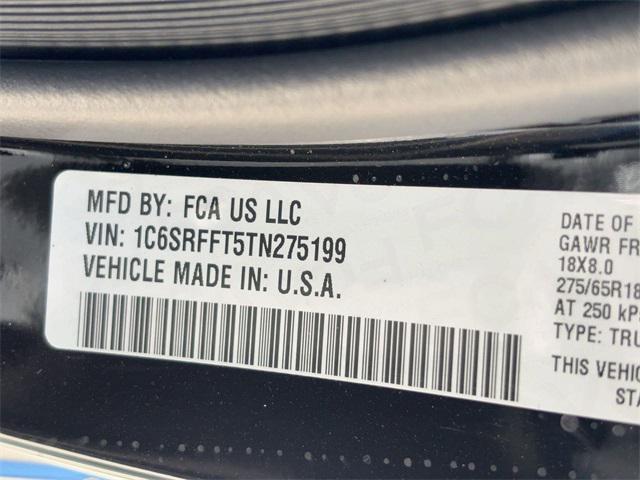 MFD BY: FCA US LLC
VIN: 1C6SRFFT5TN275199
VEHICLE MADE IN: U.S.A.
DATE OF
GAWR FR
18X8.0
275/65R18
AT 250 kP
TYPE: TRU
THIS VEHIC
STA